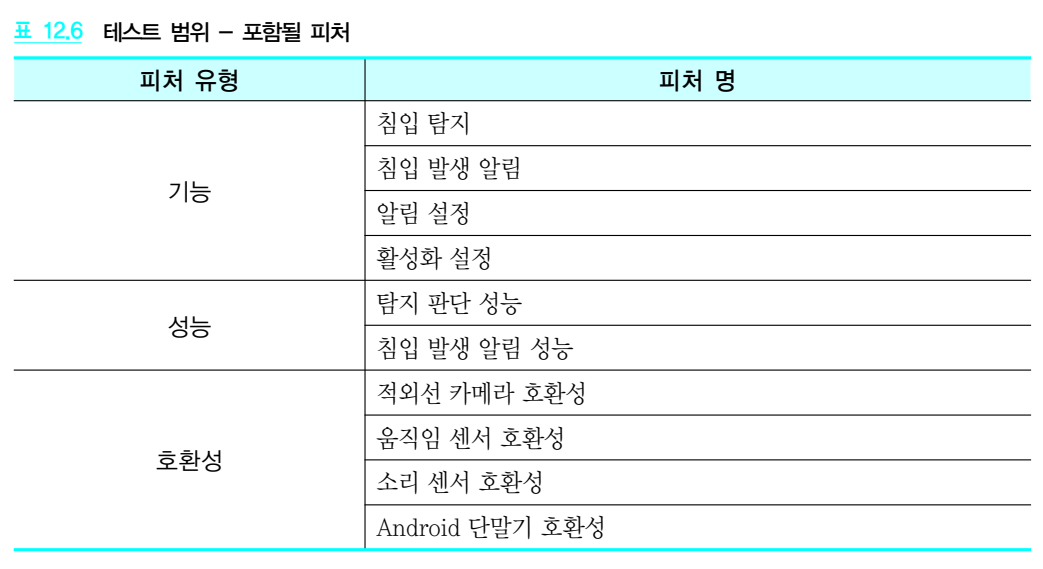 표 12.6 테스트 범위 – 포함될 피처
피처 유형 피처 명
기능
침입 탐지
침입 발생 알림
알림 설정
활성화 설정
성능
탐지 판단 성능
침입 발생 알림 성능
호환성
적외선 카메라 호환성
움직임 센서 호환성
소리 센서 호환성
Android 단말기 호환성